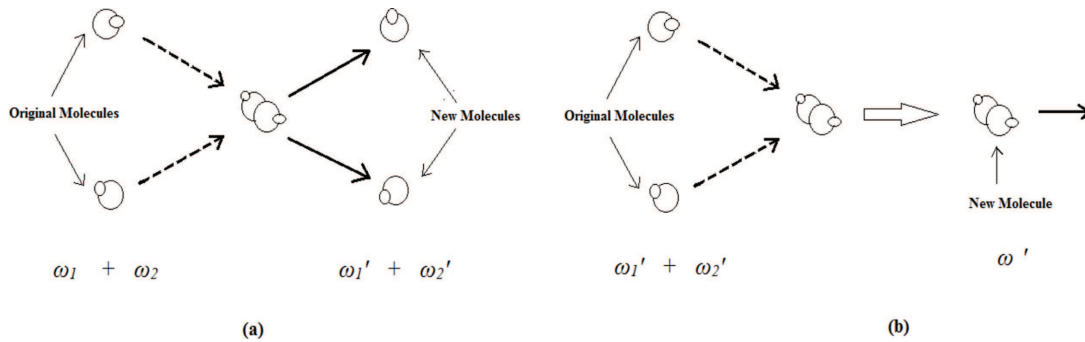 Original Molecules
New Molecules
ω1 + ω2
ω1′ + ω2′
(a)
Original Molecules
New Molecule
ω1′ + ω2′
ω ′
(b)